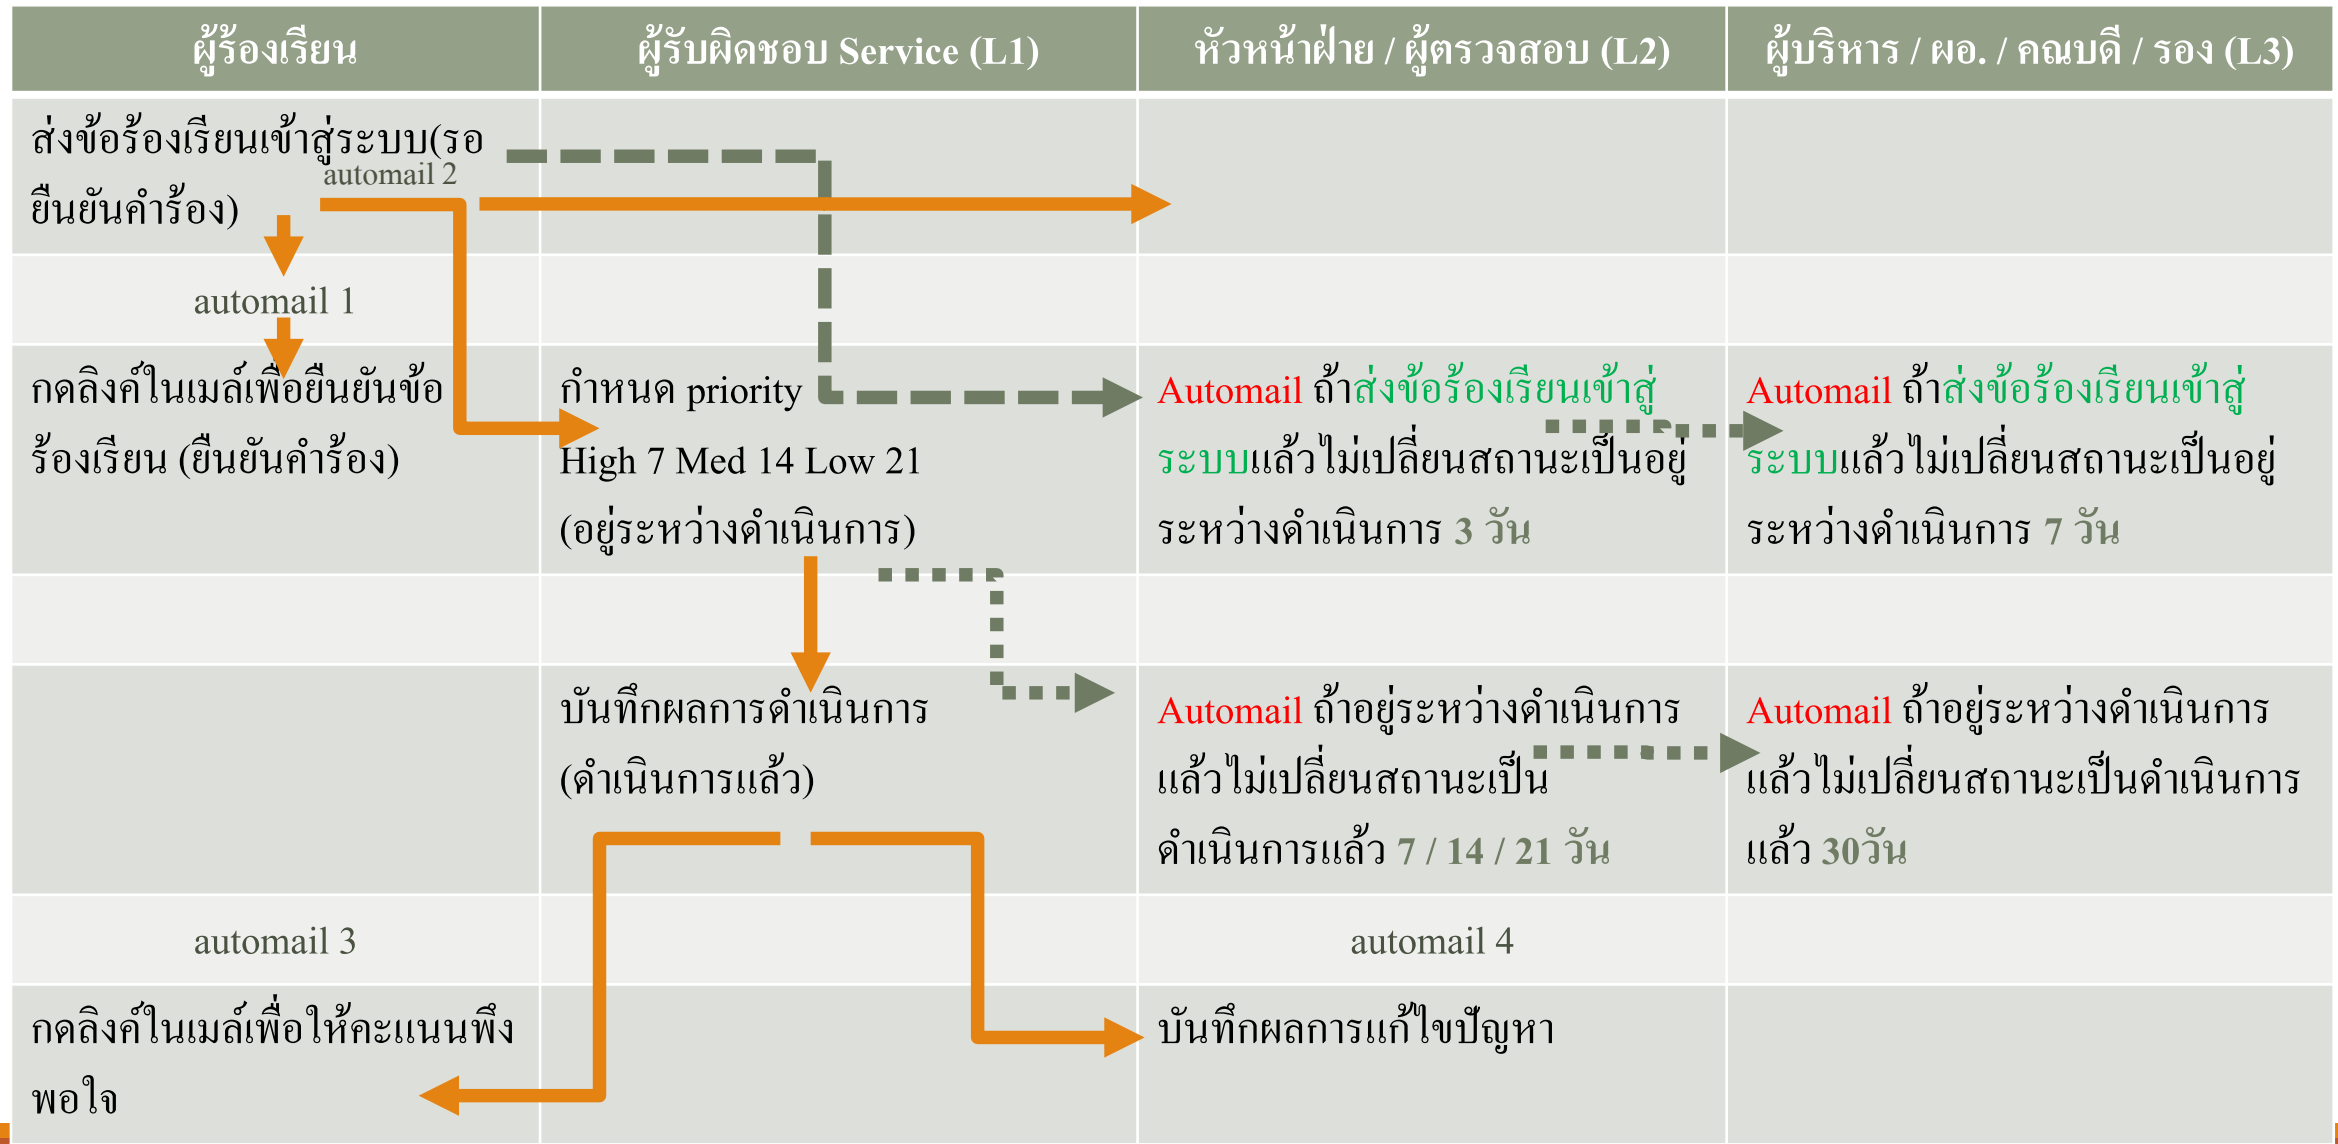 ผู้ร้องเรียน
ผู้รับผิดชอบ Service (L1)
หัวหน้าฝ่าย / ผู้ตรวจสอบ (L2)
ผู้บริหาร / ผอ. / คณบดี / รอง (L3)
ส่งข้อร้องเรียนเข้าสู่ระบบ(รอ
ยืนยันคำร้อง)
automail 2
automail 1
กดลิงค์ในเมล์เพื่อยืนยันข้อ
ร้องเรียน (ยืนยันคำร้อง)
กำหนด priority
High 7 Med 14 Low 21
(อยู่ระหว่างดำเนินการ)
Automail ถ้าส่งข้อร้องเรียนเข้าสู่
ระบบแล้วไม่เปลี่ยนสถานะเป็นอยู่
ระหว่างดำเนินการ 3 วัน
Automail ถ้าส่งข้อร้องเรียนเข้าสู่
ระบบแล้วไม่เปลี่ยนสถานะเป็นอยู่
ระหว่างดำเนินการ 7 วัน
บันทึกผลการดำเนินการ
(ดำเนินการแล้ว)
Automail ถ้าอยู่ระหว่างดำเนินการ
แล้วไม่เปลี่ยนสถานะเป็น
ดำเนินการแล้ว 7 / 14 / 21 วัน
Automail ถ้าอยู่ระหว่างดำเนินการ
แล้วไม่เปลี่ยนสถานะเป็นดำเนินการ
แล้ว 30วัน
automail 3
automail 4
กดลิงค์ในเมล์เพื่อให้คะแนนพึง
พอใจ
บันทึกผลการแก้ไขปัญหา